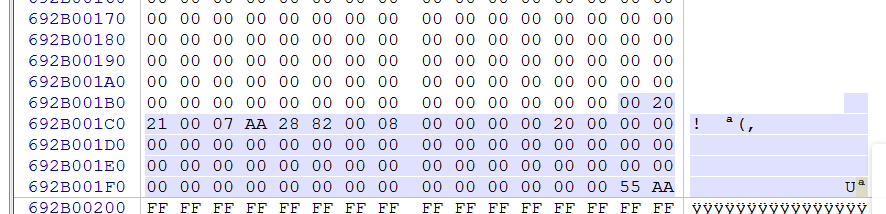 692B00170 00 00 00 00 00 00 00 00 00 00 00 00 00 00 00 00
692B00180 00 00 00 00 00 00 00 00 00 00 00 00 00 00 00 00
692B00190 00 00 00 00 00 00 00 00 00 00 00 00 00 00 00 00
692B001A0 00 00 00 00 00 00 00 00 00 00 00 00 00 00 00 00
692B001B0 00 00 00 00 00 00 00 00 00 00 00 00 00 00 00 20
692B001C0 21 00 07 AA 28 82 00 08 00 00 00 00 20 00 00 00 ! ª(‚
692B001D0 00 00 00 00 00 00 00 00 00 00 00 00 00 00 00 00
692B001E0 00 00 00 00 00 00 00 00 00 00 00 00 00 00 00 00
692B001F0 00 00 00 00 00 00 00 00 00 00 00 00 00 00 55 AA Uª
692B00200 FF FF FF FF FF FF FF FF FF FF FF FF FF FF FF FF ÿÿÿÿÿÿÿÿÿÿÿÿÿÿÿÿ